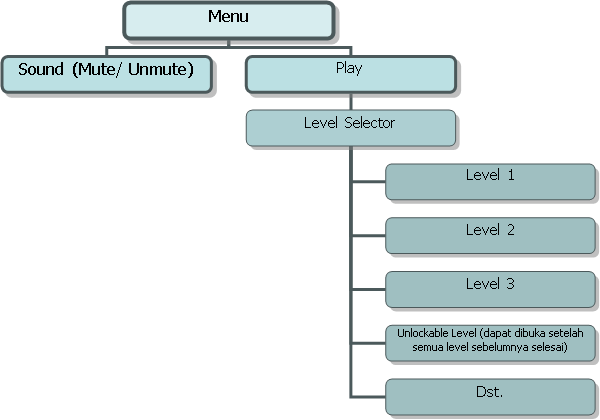 Menu
Sound (Mute/ Unmute)
Play
Level Selector
Level 1
Level 2
Level 3
Unlockable Level (dapat dibuka setelah
semua level sebelumnya selesai)
Dst.